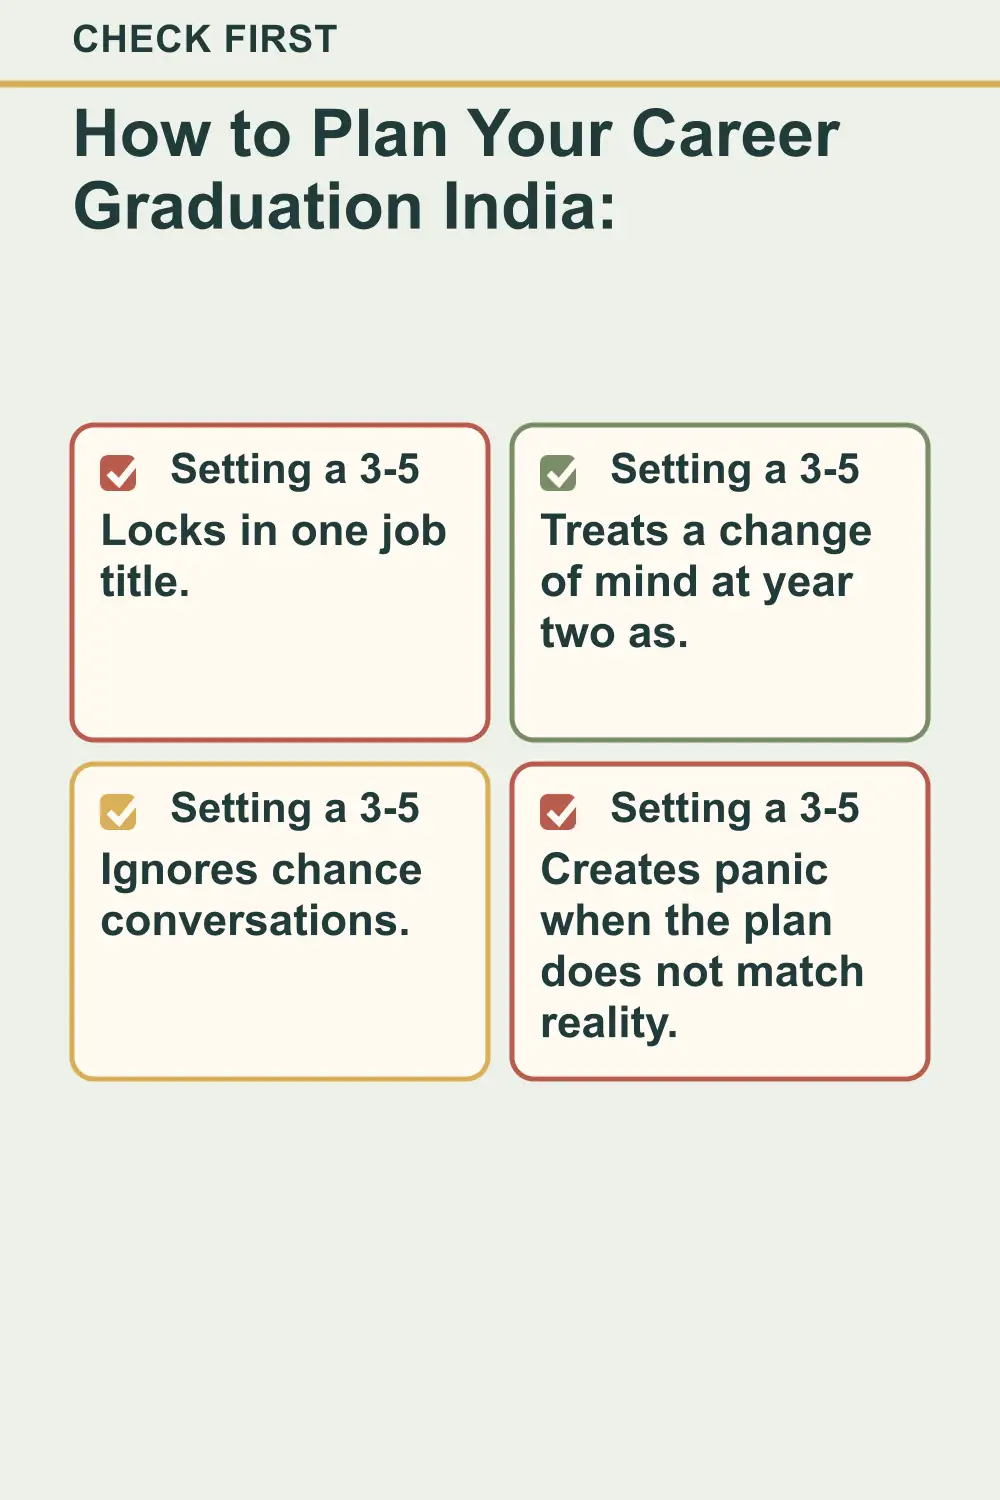 CHECK FIRST
How to Plan Your Career
Graduation India:
Setting a 3-5
Locks in one job
title.
Setting a 3-5
Treats a change
of mind at year
two as.
Setting a 3-5
Ignores chance
conversations.
Setting a 3-5
Creates panic
when the plan
does not match
reality.